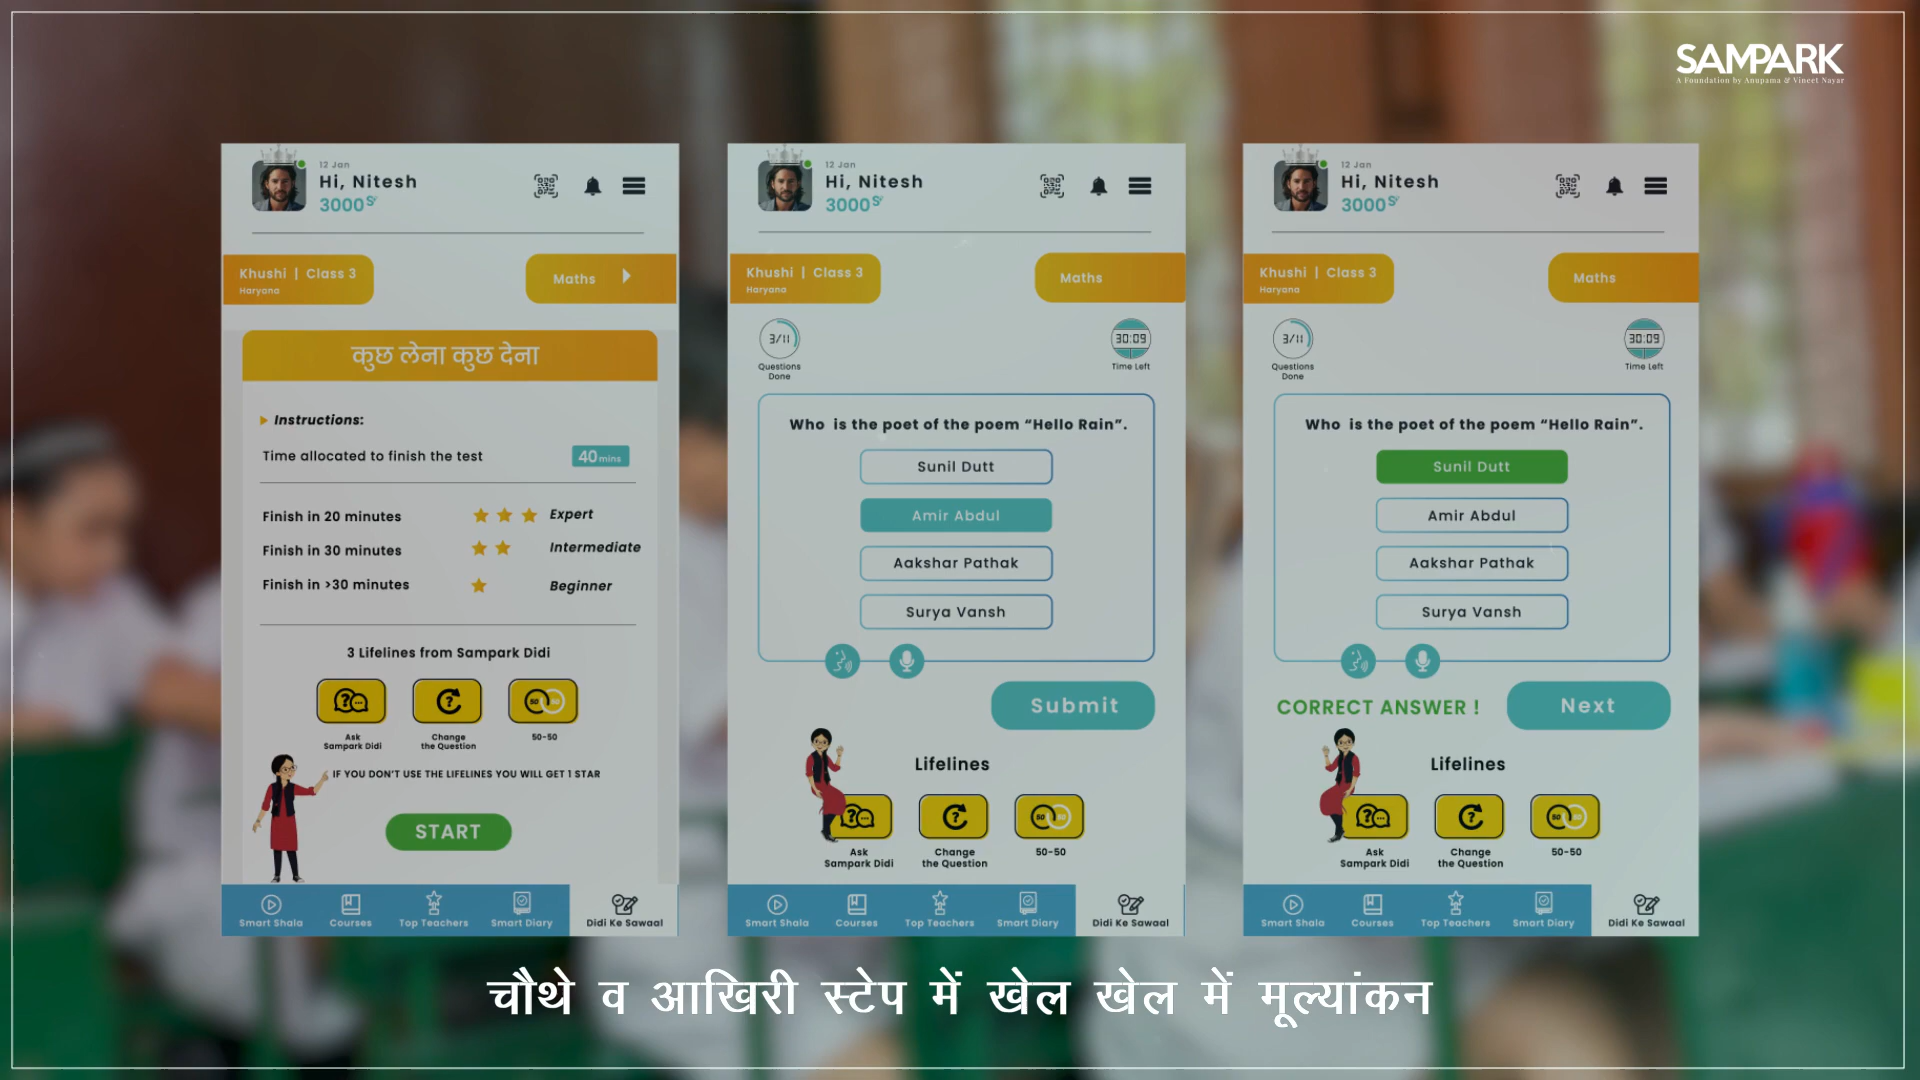 SAMPARK
A Foundation by Anupama & Vineet Nayar
12 Jan
Hi, Nitesh
3000
Khushi | Class 3
Haryana
Maths
कुछ लेना कुछ देना
Instructions:
Time allocated to finish the test 40 mins
Finish in 20 minutes Expert
Finish in 30 minutes Intermediate
Finish in >30 minutes Beginner
3 Lifelines from Sampark Didi
Ask
Sampark Didi
Change
the Question
50-50
IF YOU DON'T USE THE LIFELINES YOU WILL GET 1 STAR
START
Smart Shala Courses Top Teachers Smart Diary Didi Ke Sawaal
12 Jan
Hi, Nitesh
3000
Khushi | Class 3
Haryana
Maths
3/11
Questions
Done
30:09
Time Left
Who is the poet of the poem “Hello Rain”.
Sunil Dutt
Amir Abdul
Aakshar Pathak
Surya Vansh
Submit
Lifelines
Ask
Sampark Didi
Change
the Question
50-50
Smart Shala Courses Top Teachers Smart Diary Didi Ke Sawaal
12 Jan
Hi, Nitesh
3000
Khushi | Class 3
Haryana
Maths
3/11
Questions
Done
30:09
Time Left
Who is the poet of the poem “Hello Rain”.
Sunil Dutt
Amir Abdul
Aakshar Pathak
Surya Vansh
CORRECT ANSWER !
Next
Lifelines
Ask
Sampark Didi
Change
the Question
50-50
Smart Shala Courses Top Teachers Smart Diary Didi Ke Sawaal
चौथे व आखिरी स्टेप में खेल खेल में मूल्यांकन